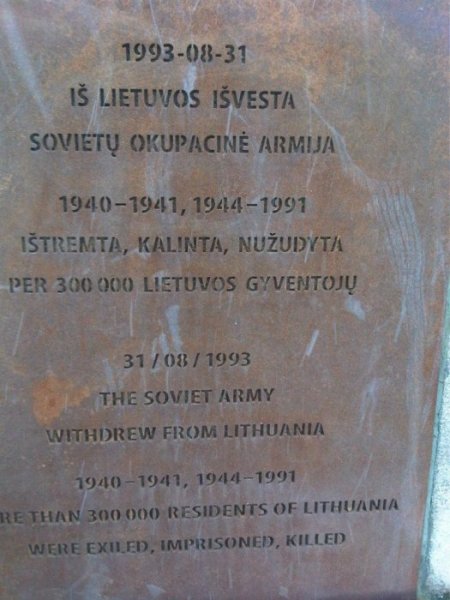 1993-08-31
IŠ LIETUVOS IŠVESTA
SOVIETŲ OKUPACINĖ ARMIJA
1940–1941, 1944–1991
IŠTREMTA, KALINTA, NUŽUDYTA
PER 300 000 LIETUVOS GYVENTOJŲ
31/08/1993
THE SOVIET ARMY
WITHDREW FROM LITHUANIA
1940–1941, 1944–1991
RE THAN 300 000 RESIDENTS OF LITHUANIA
WERE EXILED, IMPRISONED, KILLED